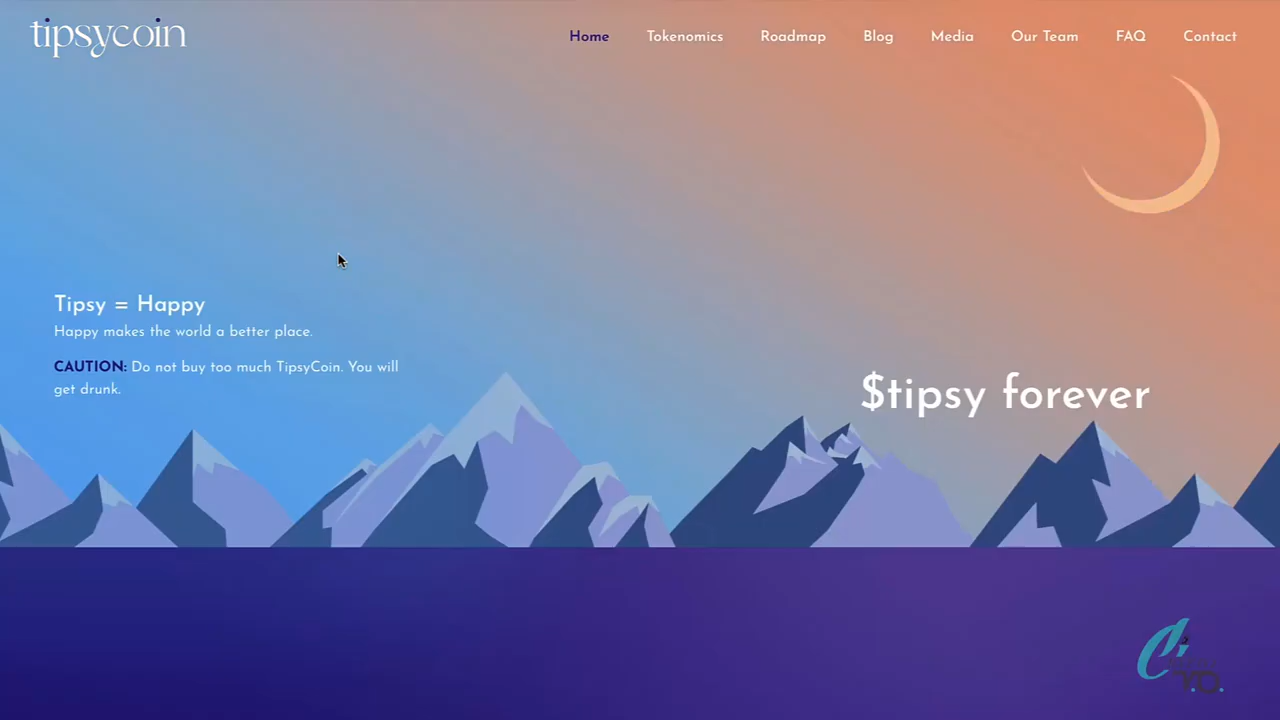 tipsycoin
Home Tokenomics Roadmap Blog Media Our Team FAQ Contact
Tipsy = Happy
Happy makes the world a better place.
CAUTION: Do not buy too much TipsyCoin. You will
get drunk.
$tipsy forever